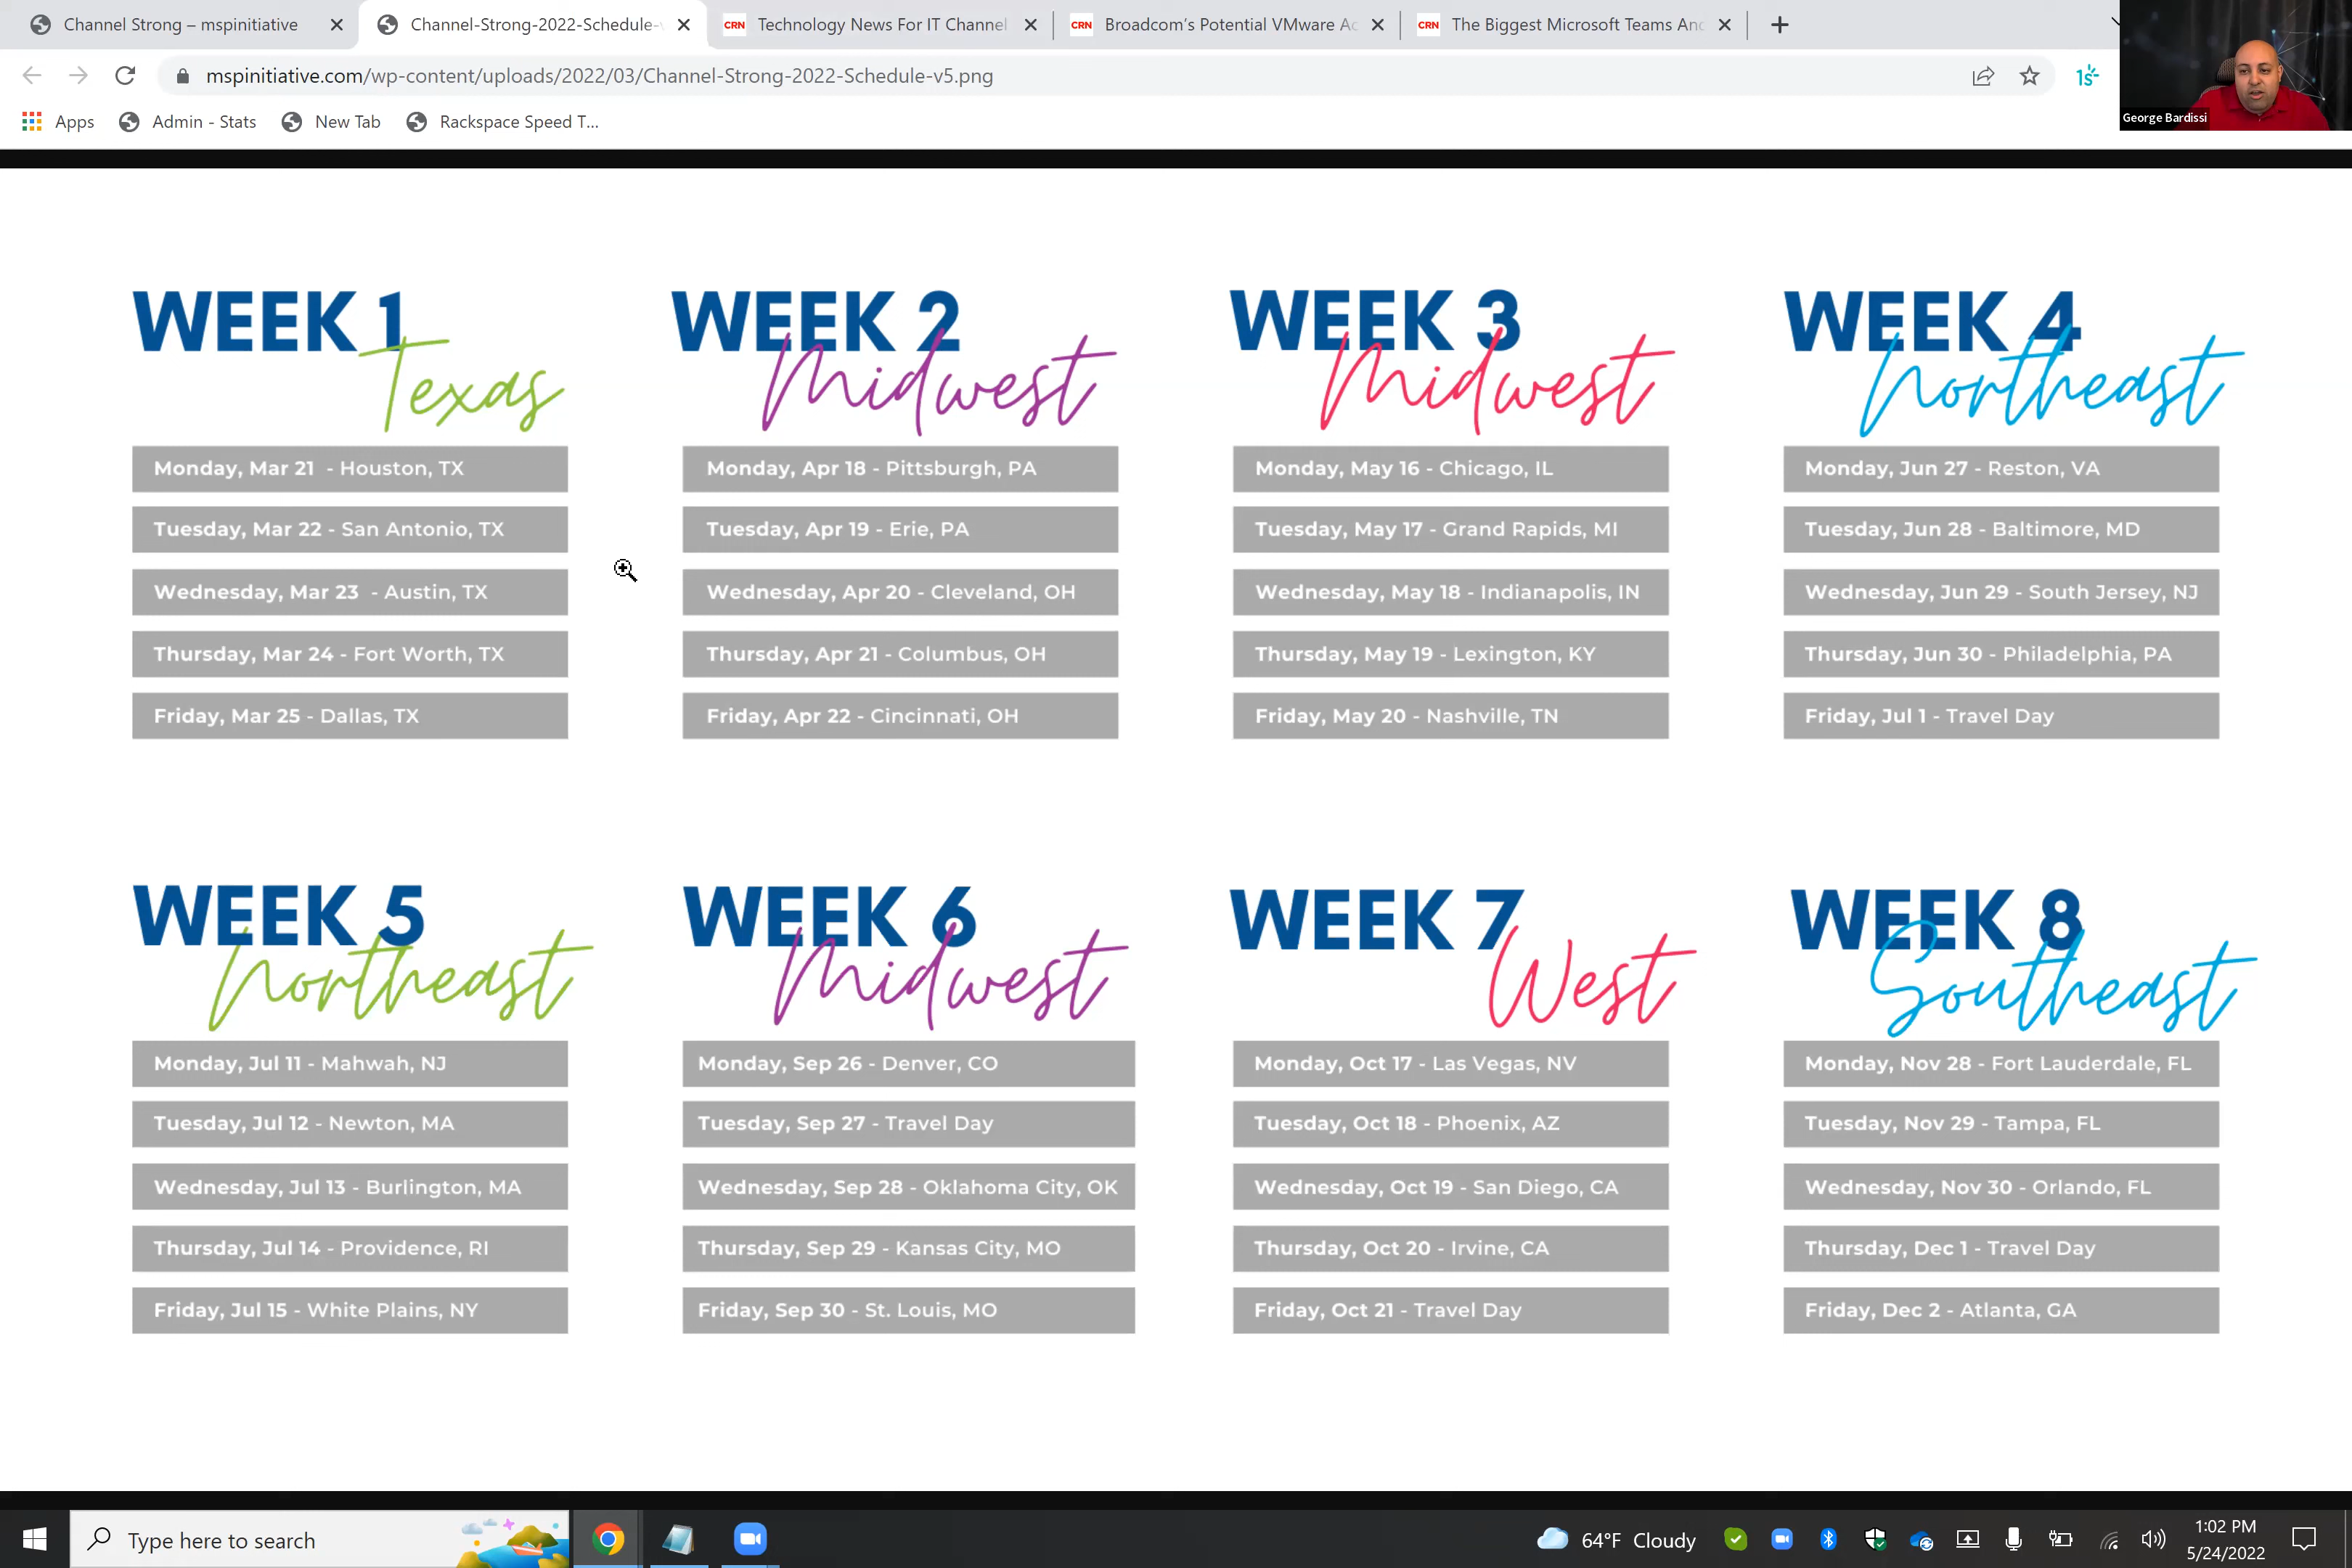 Channel Strong – mspinitiative
Channel-Strong-2022-Schedule-
Technology News For IT Channel
Broadcom's Potential VMware Ac
The Biggest Microsoft Teams And
George Bardissi
mspinitiative.com/wp-content/uploads/2022/03/Channel-Strong-2022-Schedule-v5.png
Apps
Admin - Stats
New Tab
Rackspace Speed T...
WEEK 1
Texas
Monday, Mar 21 - Houston, TX
Tuesday, Mar 22 - San Antonio, TX
Wednesday, Mar 23 - Austin, TX
Thursday, Mar 24 - Fort Worth, TX
Friday, Mar 25 - Dallas, TX
WEEK 2
Midwest
Monday, Apr 18 - Pittsburgh, PA
Tuesday, Apr 19 - Erie, PA
Wednesday, Apr 20 - Cleveland, OH
Thursday, Apr 21 - Columbus, OH
Friday, Apr 22 - Cincinnati, OH
WEEK 3
Midwest
Monday, May 16 - Chicago, IL
Tuesday, May 17 - Grand Rapids, MI
Wednesday, May 18 - Indianapolis, IN
Thursday, May 19 - Lexington, KY
Friday, May 20 - Nashville, TN
WEEK 4
Northeast
Monday, Jun 27 - Reston, VA
Tuesday, Jun 28 - Baltimore, MD
Wednesday, Jun 29 - South Jersey, NJ
Thursday, Jun 30 - Philadelphia, PA
Friday, Jul 1 - Travel Day
WEEK 5
Northeast
Monday, Jul 11 - Mahwah, NJ
Tuesday, Jul 12 - Newton, MA
Wednesday, Jul 13 - Burlington, MA
Thursday, Jul 14 - Providence, RI
Friday, Jul 15 - White Plains, NY
WEEK 6
Midwest
Monday, Sep 26 - Denver, CO
Tuesday, Sep 27 - Travel Day
Wednesday, Sep 28 - Oklahoma City, OK
Thursday, Sep 29 - Kansas City, MO
Friday, Sep 30 - St. Louis, MO
WEEK 7
West
Monday, Oct 17 - Las Vegas, NV
Tuesday, Oct 18 - Phoenix, AZ
Wednesday, Oct 19 - San Diego, CA
Thursday, Oct 20 - Irvine, CA
Friday, Oct 21 - Travel Day
WEEK 8
Southeast
Monday, Nov 28 - Fort Lauderdale, FL
Tuesday, Nov 29 - Tampa, FL
Wednesday, Nov 30 - Orlando, FL
Thursday, Dec 1 - Travel Day
Friday, Dec 2 - Atlanta, GA
Type here to search
64°F Cloudy
1:02 PM
5/24/2022